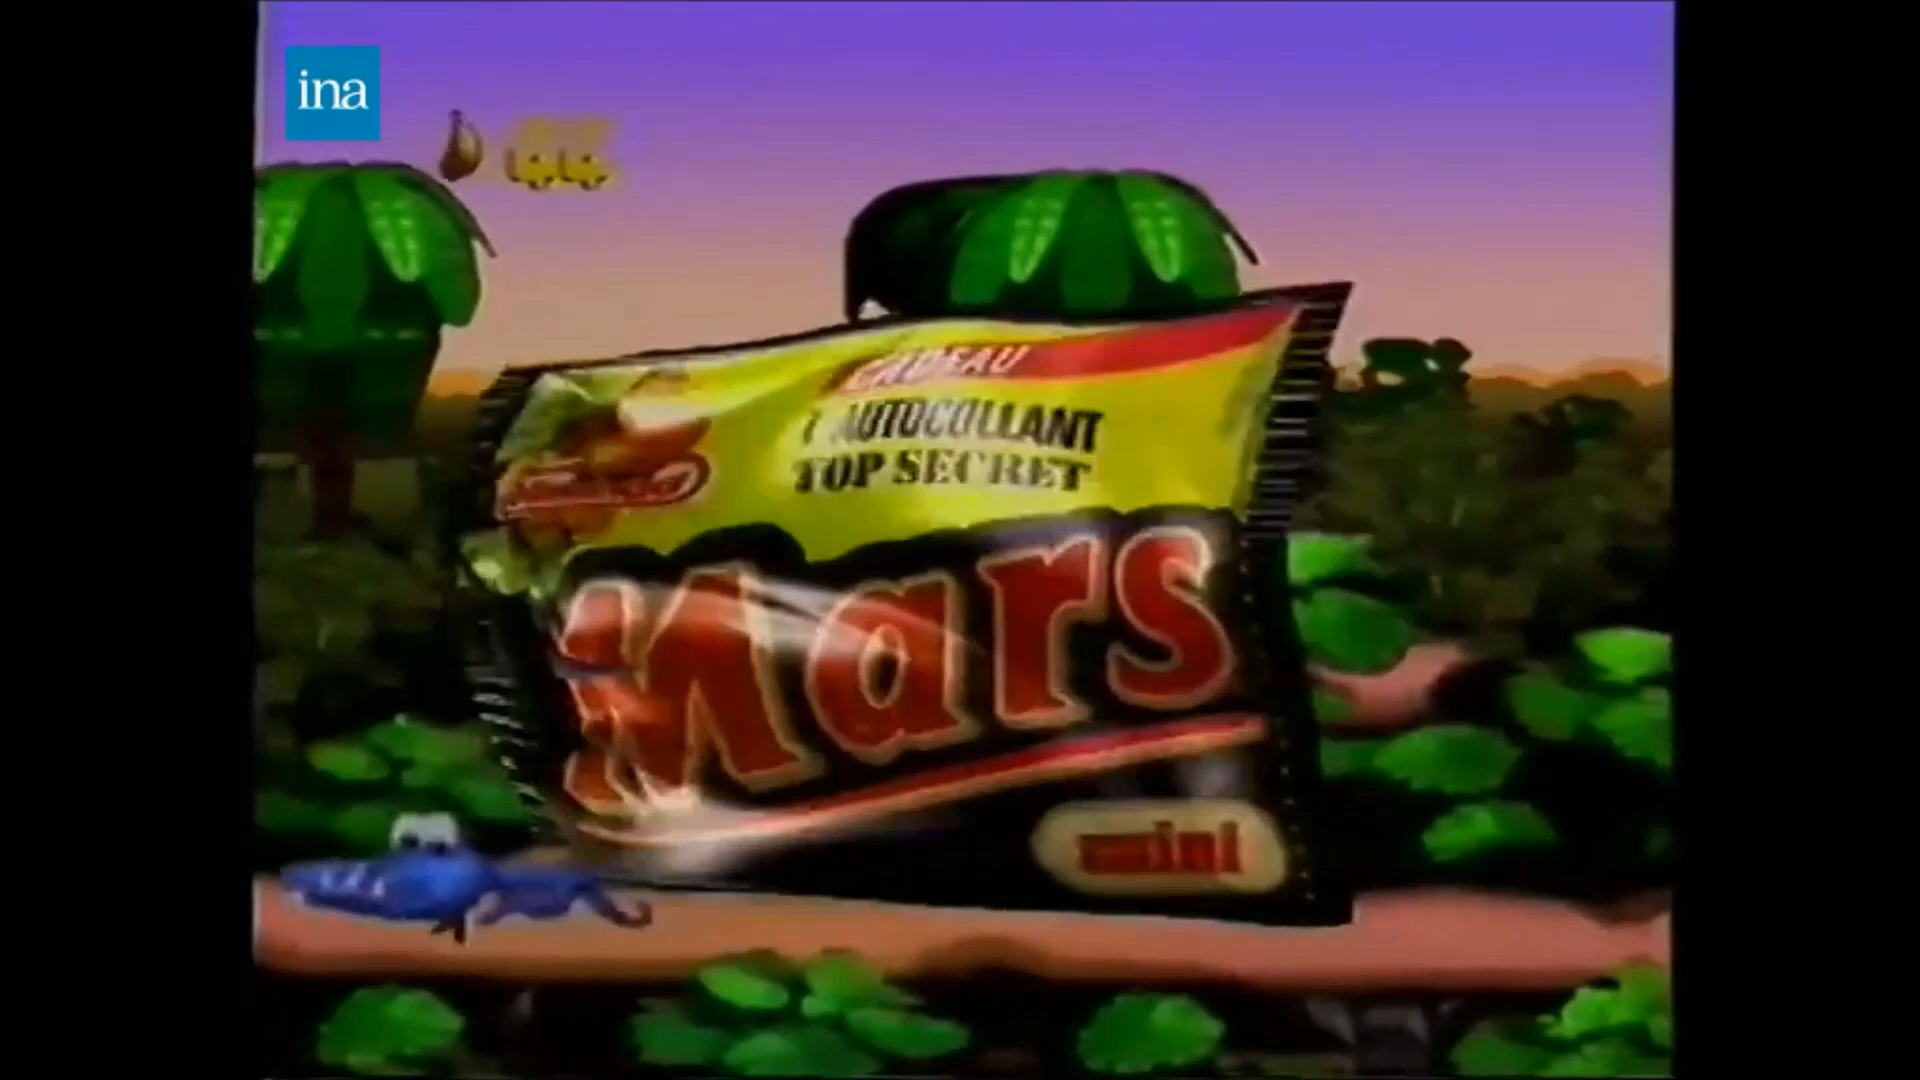 ina
CADEAU
1 AUTOCOLLANT
TOP SECRET
Mars
mini